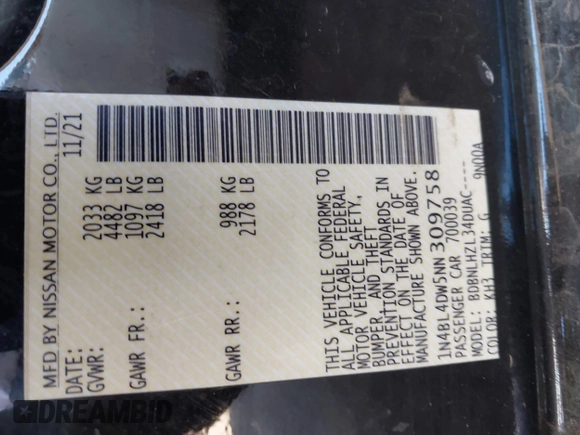 MFD BY NISSAN MOTOR CO., LTD.
DATE: 11/21
GVWR: 2033 KG
4482 LB
GAWR FR.: 1097 KG
2418 LB
GAWR RR.: 988 KG
2178 LB
THIS VEHICLE CONFORMS TO
ALL APPLICABLE FEDERAL
MOTOR VEHICLE SAFETY,
BUMPER, AND THEFT
PREVENTION STANDARDS IN
EFFECT ON THE DATE OF
MANUFACTURE SHOWN ABOVE.
1N4BL4DW5NN309758
PASSENGER CAR 700039
MODEL: BDBNLHZL34DUAC----
COLOR: KH3 TRIM: G 9N00A
DREAMBID